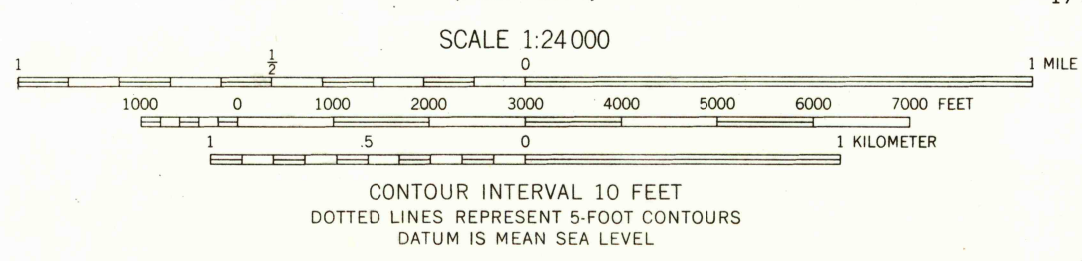 SCALE 1:24 000
1 ½ 0 1 MILE
1000 0 1000 2000 3000 4000 5000 6000 7000 FEET
1 .5 0 1 KILOMETER
CONTOUR INTERVAL 10 FEET
DOTTED LINES REPRESENT 5-FOOT CONTOURS
DATUM IS MEAN SEA LEVEL